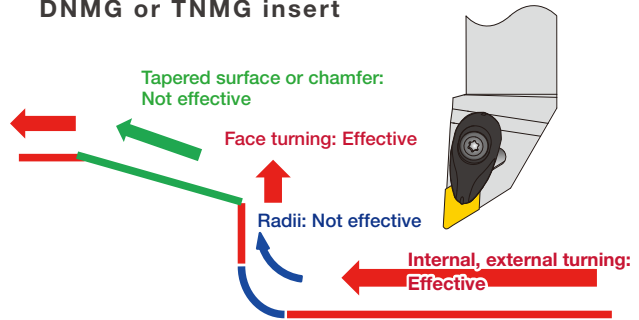 DNMG or TNMG insert
Tapered surface or chamfer:
Not effective
Face turning: Effective
Radii: Not effective
Internal, external turning:
Effective